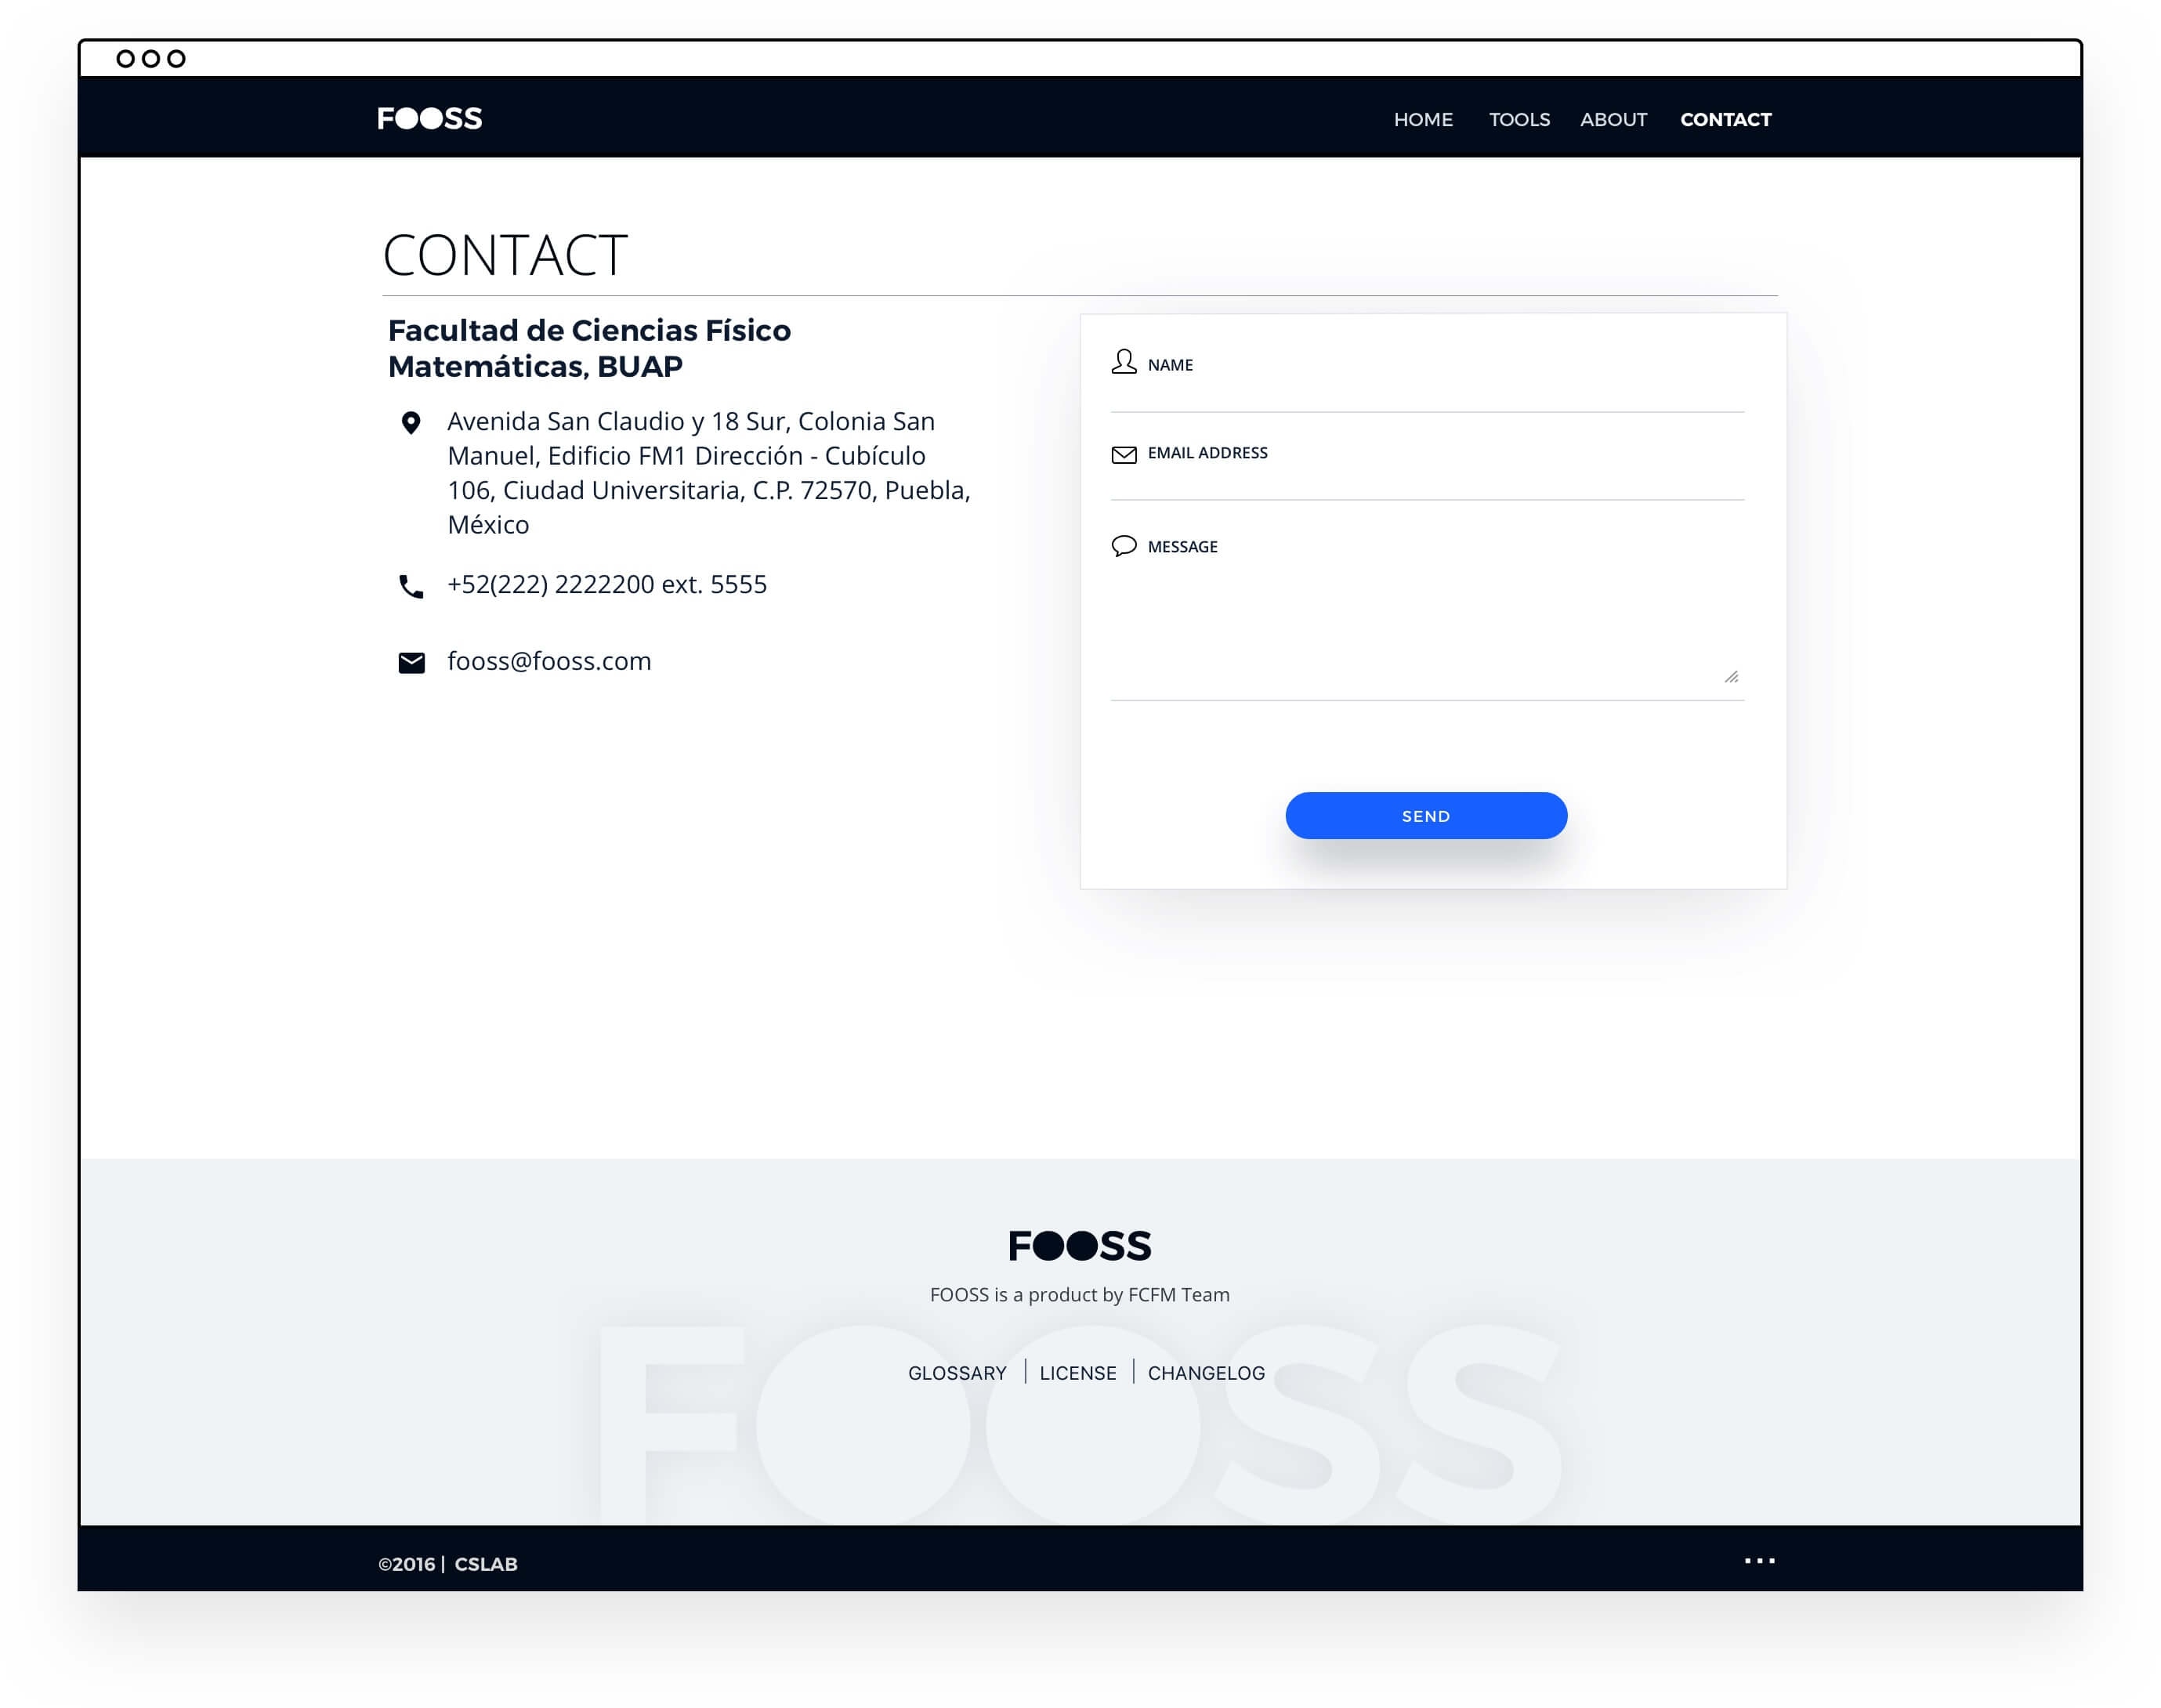 FOOSS
HOME TOOLS ABOUT CONTACT
CONTACT
Facultad de Ciencias Físico
Matemáticas, BUAP
Avenida San Claudio y 18 Sur, Colonia San
Manuel, Edificio FM1 Dirección - Cubículo
106, Ciudad Universitaria, C.P. 72570, Puebla,
México
+52(222) 2222200 ext. 5555
fooss@fooss.com
NAME
EMAIL ADDRESS
MESSAGE
SEND
FOOSS
FOOSS is a product by FCFM Team
GLOSSARY | LICENSE | CHANGELOG
FOOSS
©2016 | CSLAB
...